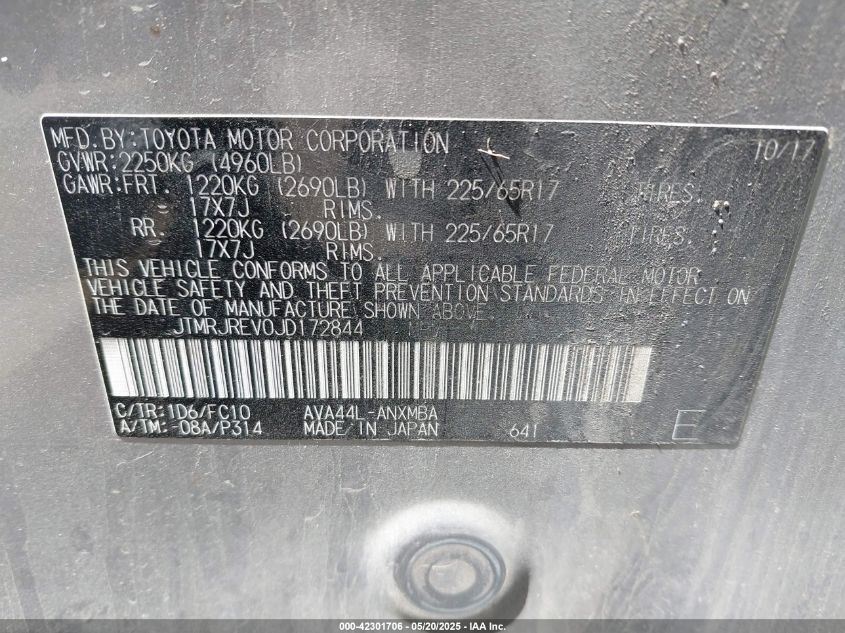 MFD.BY:TOYOTA MOTOR CORPORATION 10/17
GVWR:2250KG (4960LB)
GAWR:FRT. 1220KG (2690LB) WITH 225/65R17 TIRES.
17X7J RIMS.
RR. 1220KG (2690LB) WITH 225/65R17 TIRES.
17X7J RIMS.
THIS VEHICLE CONFORMS TO ALL APPLICABLE FEDERAL MOTOR
VEHICLE SAFETY AND THEFT PREVENTION STANDARDS IN EFFECT ON
THE DATE OF MANUFACTURE SHOWN ABOVE.
JTMRJREV0JD172844
C/TR:1D6/FC10 AVA44L-ANXMBA
A/TM:-08A/P314 MADE IN JAPAN 641 E
000-42301706 - 05/20/2025 - IAA Inc.